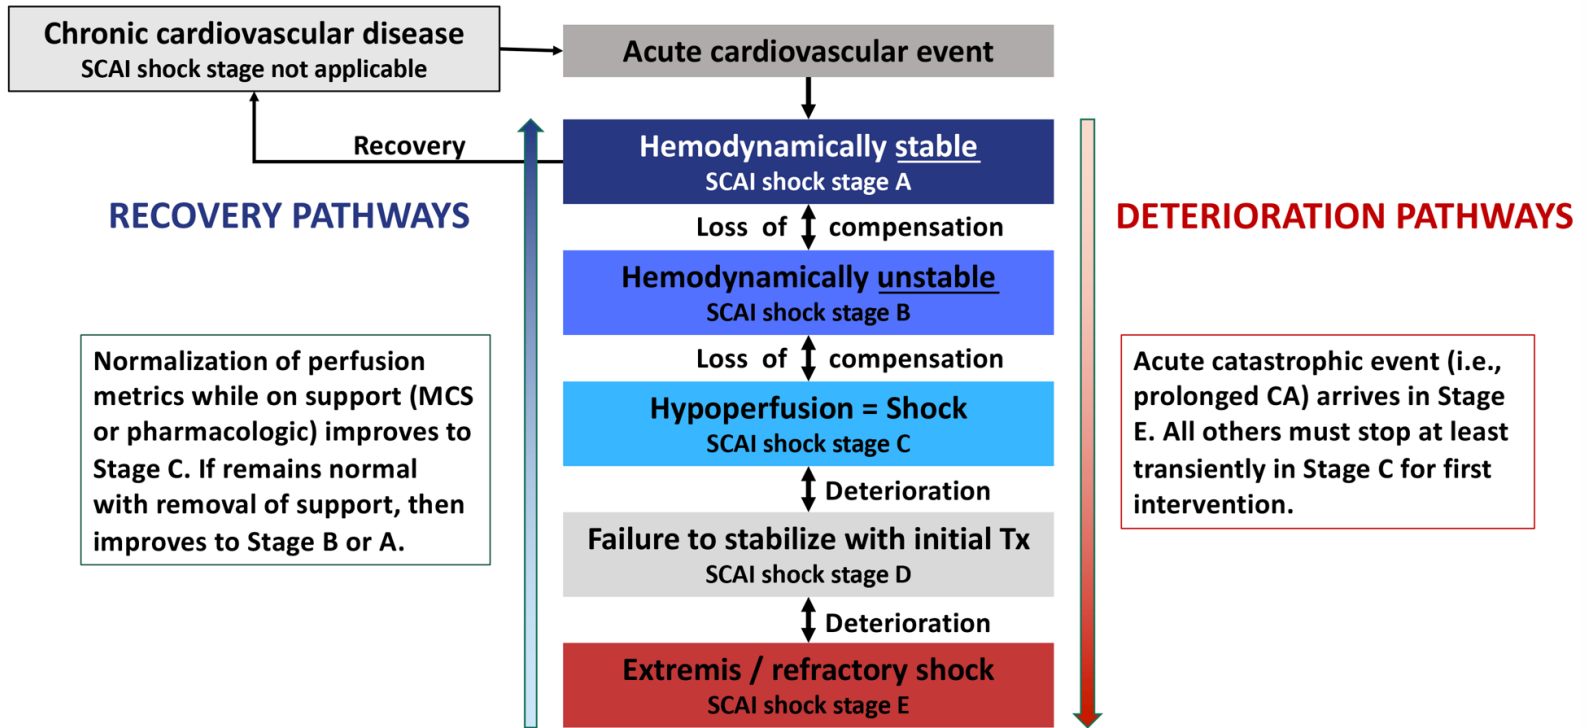 Chronic cardiovascular disease
SCAI shock stage not applicable
Acute cardiovascular event
Recovery
Hemodynamically stable
SCAI shock stage A
RECOVERY PATHWAYS
DETERIORATION PATHWAYS
Loss of compensation
Hemodynamically unstable
SCAI shock stage B
Loss of compensation
Normalization of perfusion
metrics while on support (MCS
or pharmacologic) improves to
Stage C. If remains normal
with removal of support, then
improves to Stage B or A.
Acute catastrophic event (i.e.,
prolonged CA) arrives in Stage
E. All others must stop at least
transiently in Stage C for first
intervention.
Hypoperfusion = Shock
SCAI shock stage C
Deterioration
Failure to stabilize with initial Tx
SCAI shock stage D
Deterioration
Extremis / refractory shock
SCAI shock stage E